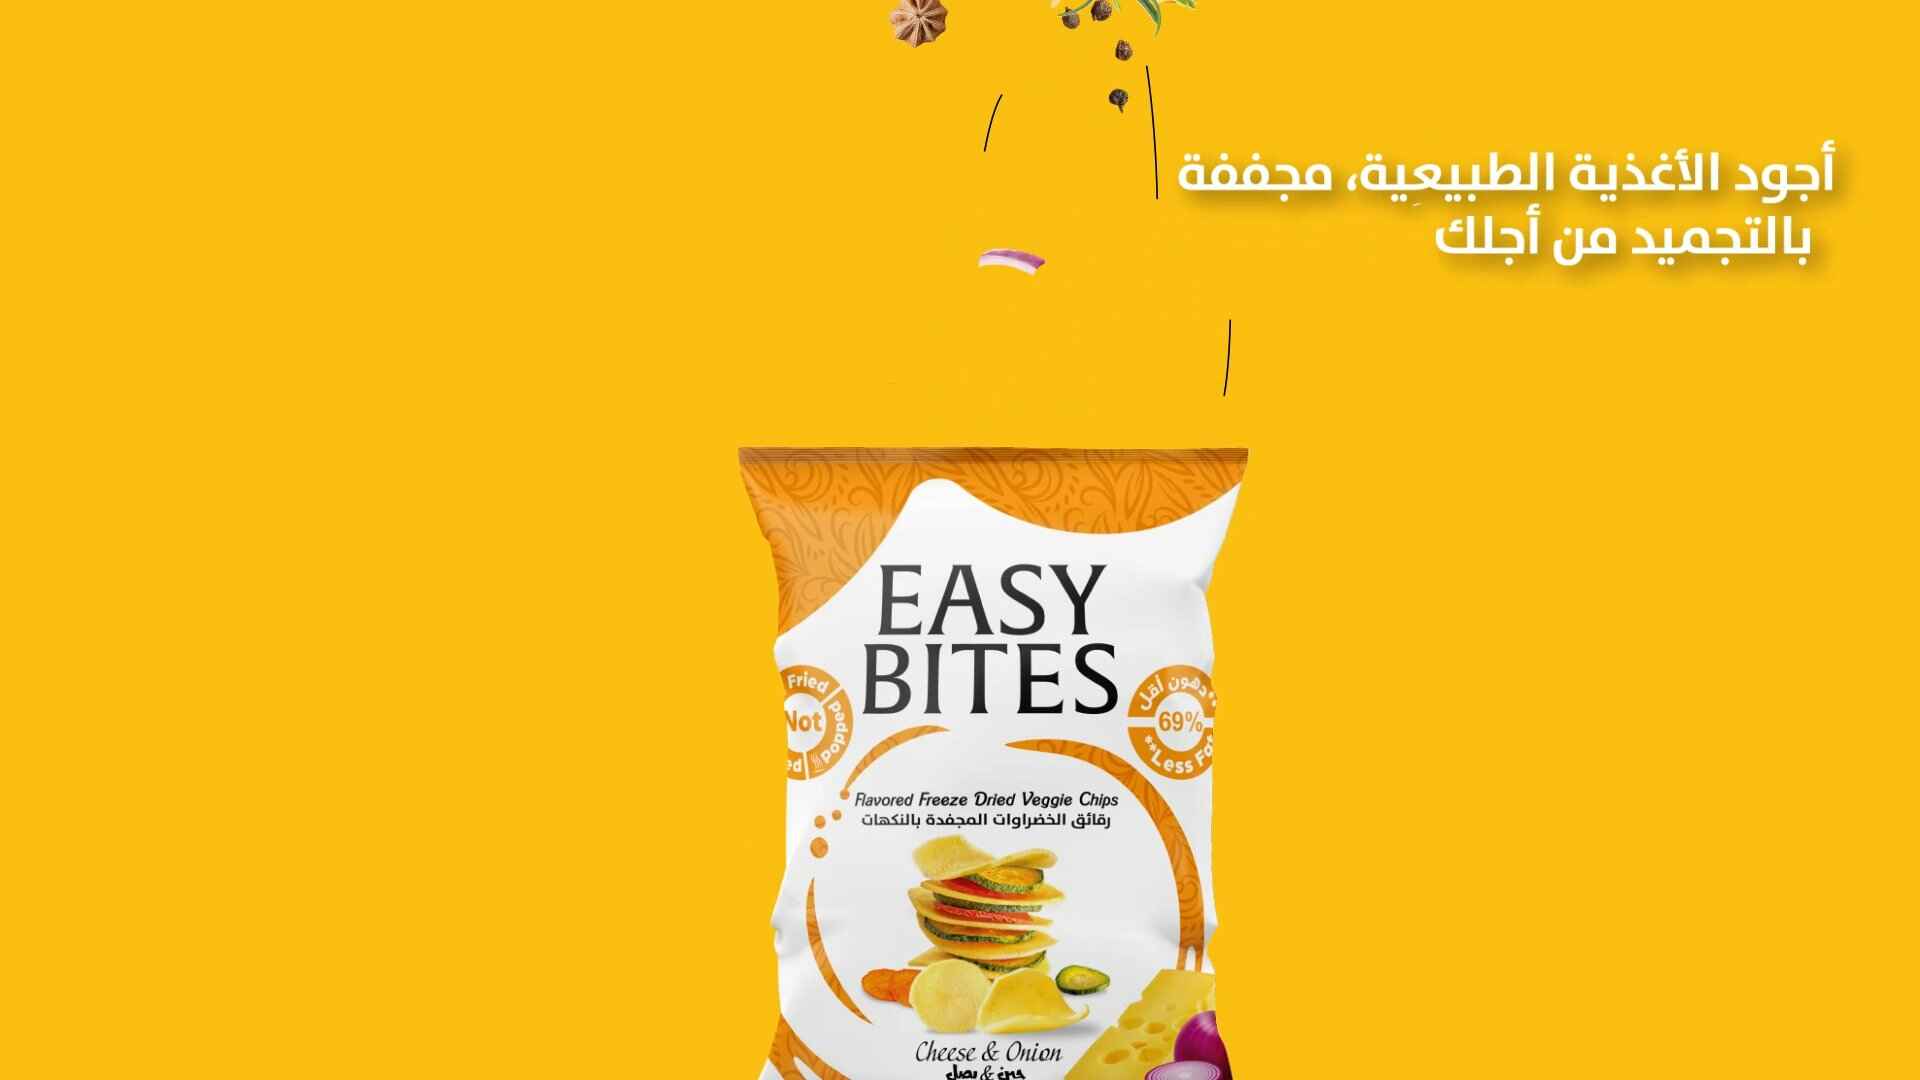 أجود الأغذية الطبيعِية، مجففة
بالتجميد من أجلك
EASY
BITES
Fried
Not
Popped
دهون أقل
69%
**Less Fat
Flavored Freeze Dried Veggie Chips
رقائق الخضراوات المجفدة بالنكهات
Cheese & Onion
جبن & بصل